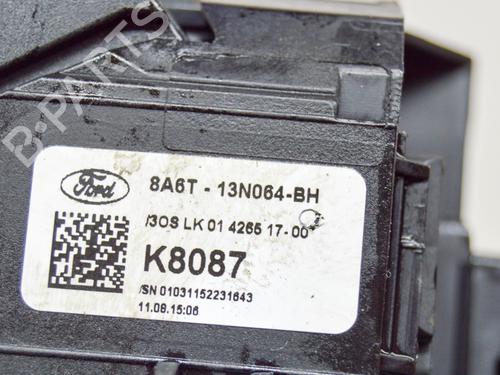 B-PARTS
Ford
8A6T - 13N064-BH
/3OS LK 01 4265 17- 00
K8087
/SN 01031152231643
11.08.15:06